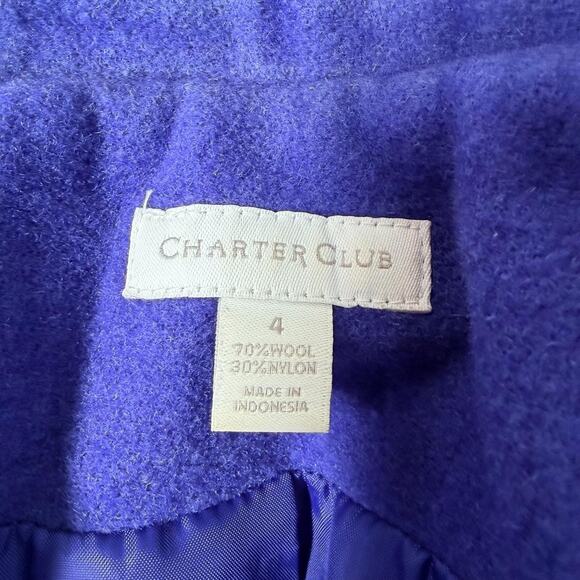 CHARTER CLUB
4
70% WOOL
30% NYLON
MADE IN
INDONESIA